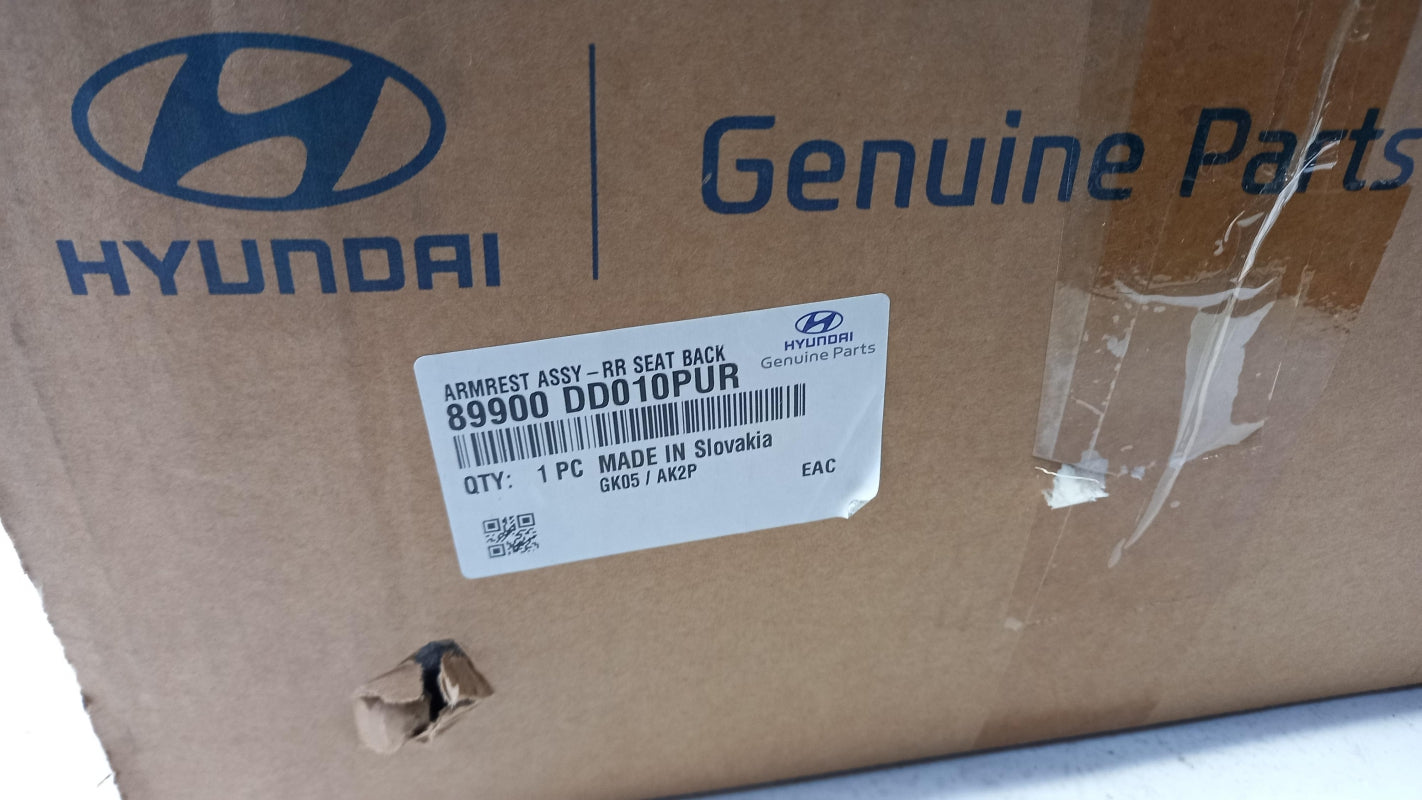 HYUNDAI
Genuine Parts
HYUNDAI
Genuine Parts
ARMREST ASSY-RR SEAT BACK
89900 DD010PUR
QTY: 1 PC MADE IN Slovakia
GK05 / AK2P EAC